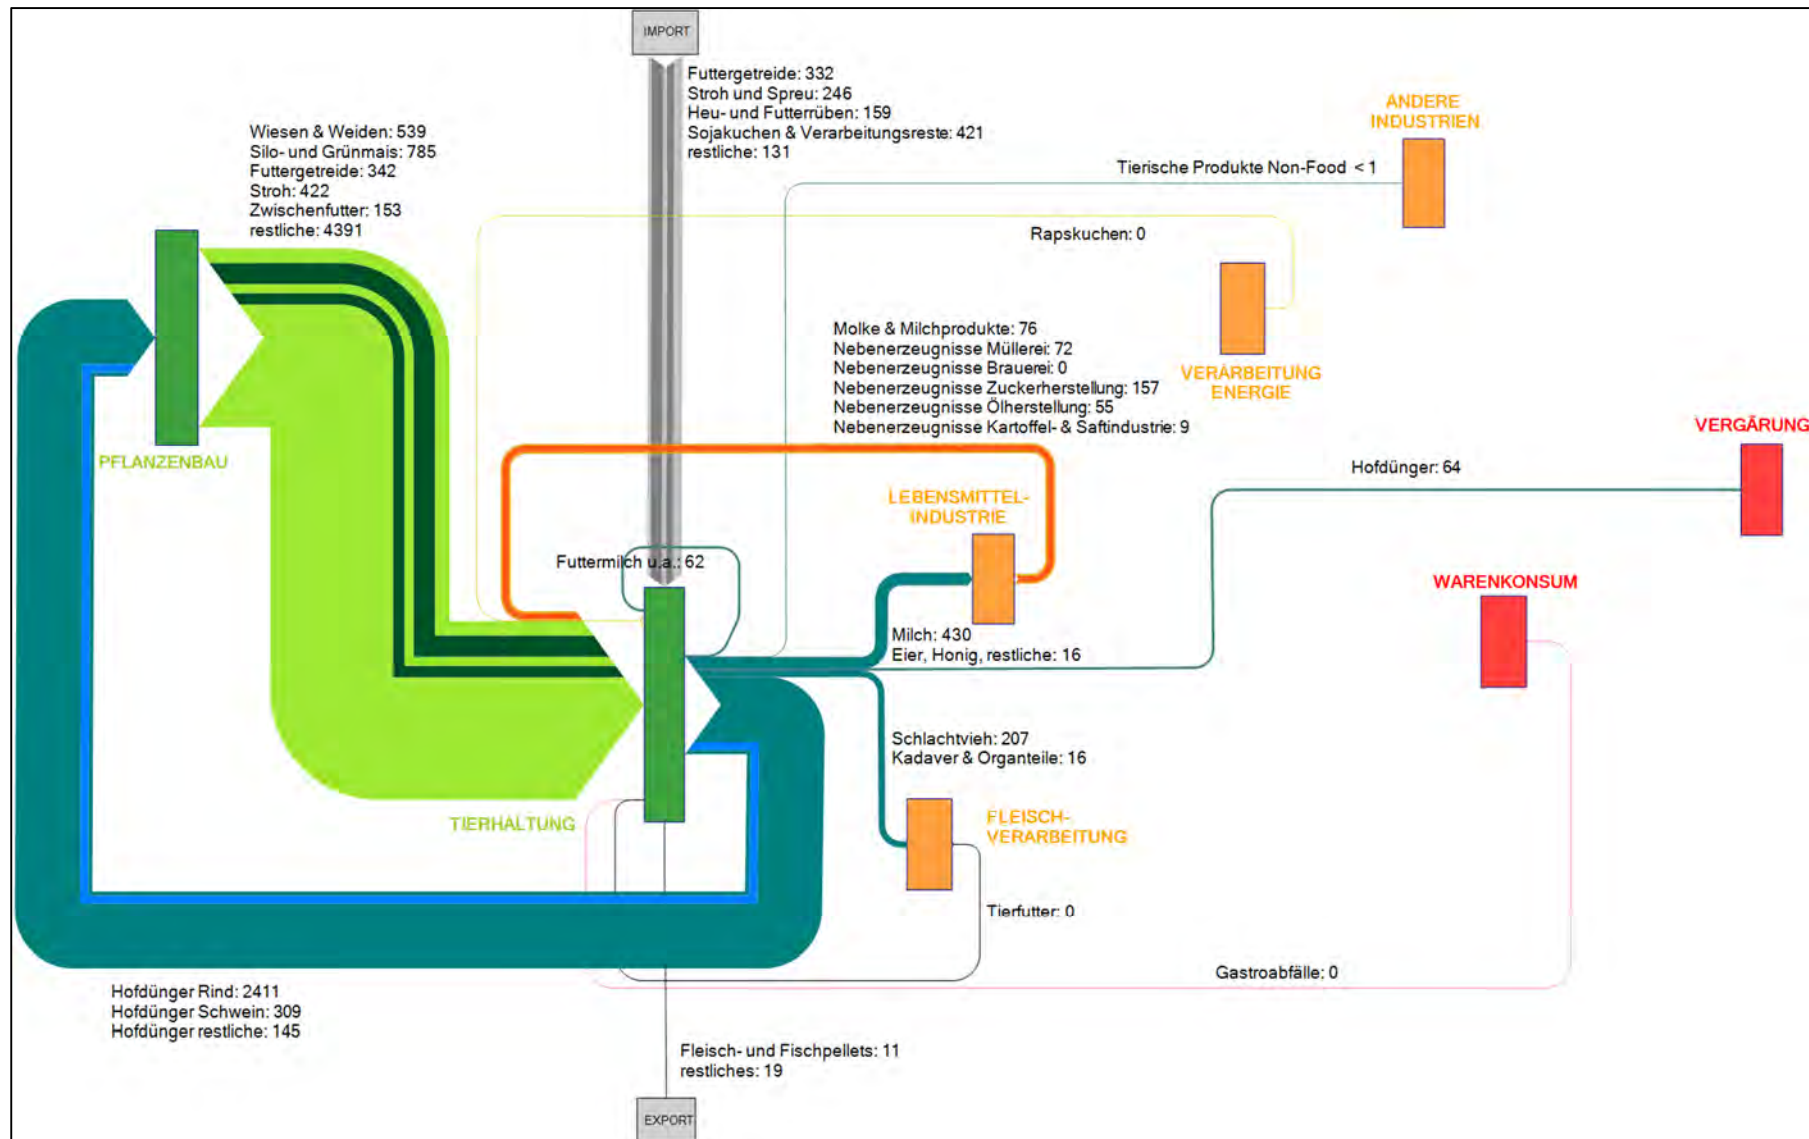 IMPORT
Futtergetreide: 332
Stroh und Spreu: 246
Heu- und Futterrüben: 159
Sojakuchen & Verarbeitungsreste: 421
restliche: 131
ANDERE
INDUSTRIEN
Wiesen & Weiden: 539
Silo- und Grünmais: 785
Futtergetreide: 342
Stroh: 422
Zwischenfutter: 153
restliche: 4391
Tierische Produkte Non-Food < 1
Rapskuchen: 0
Molke & Milchprodukte: 76
Nebenerzeugnisse Müllerei: 72
Nebenerzeugnisse Brauerei: 0
Nebenerzeugnisse Zuckerherstellung: 157
Nebenerzeugnisse Ölherstellung: 55
Nebenerzeugnisse Kartoffel- & Saftindustrie: 9
VERARBEITUNG
ENERGIE
VERGÄRUNG
PFLANZENBAU
Hofdünger: 64
LEBENSMITTEL-
INDUSTRIE
Futtermilch u.a.: 62
WARENKONSUM
Milch: 430
Eier, Honig, restliche: 16
Schlachtvieh: 207
Kadaver & Organteile: 16
TIERHALTUNG
FLEISCH-
VERARBEITUNG
Tierfutter: 0
Gastroabfälle: 0
Hofdünger Rind: 2411
Hofdünger Schwein: 309
Hofdünger restliche: 145
Fleisch- und Fischpellets: 11
restliches: 19
EXPORT